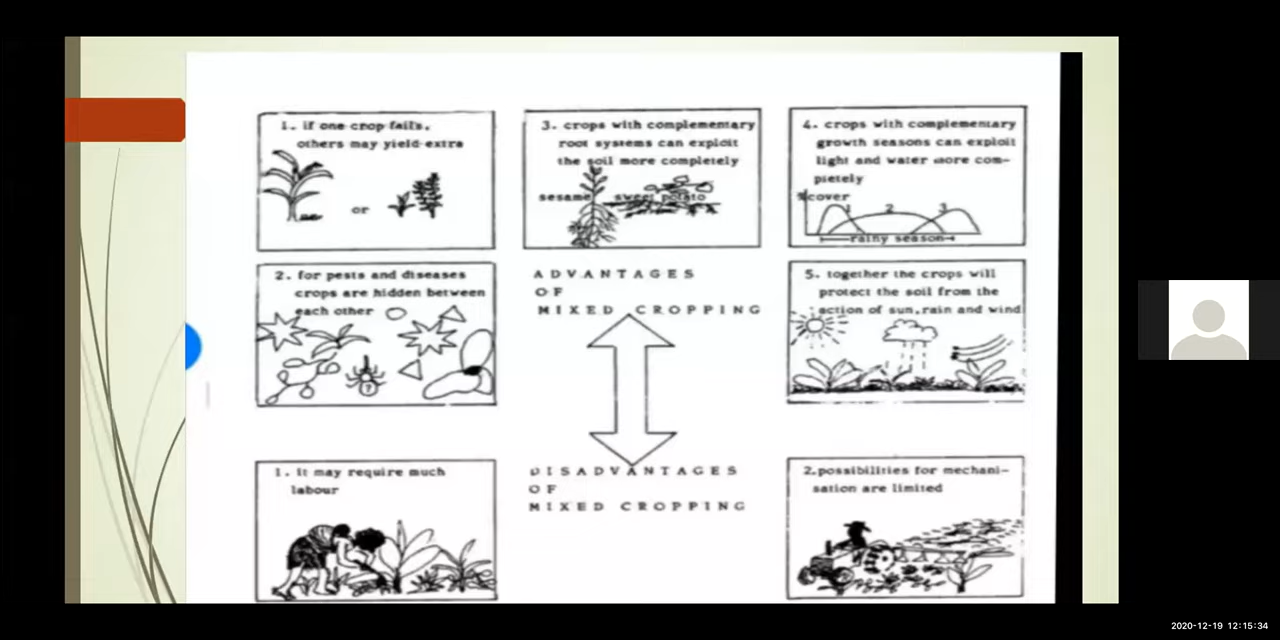 1. if one crop fails,
others may yield extra
or
3. crops with complementary
root systems can exploit
the soil more completely
sesame sweet potato
4. crops with complementary
growth seasons can exploit
light and water more com-
pletely
% cover
1 2 3
rainy season
2. for pests and diseases
crops are hidden between
each other
?
ADVANTAGES
OF
MIXED CROPPING
5. together the crops will
protect the soil from the
action of sun, rain and wind
1. it may require much
labour
DISADVANTAGES
OF
MIXED CROPPING
2. possibilities for mechani-
sation are limited
2020-12-19 12:15:34